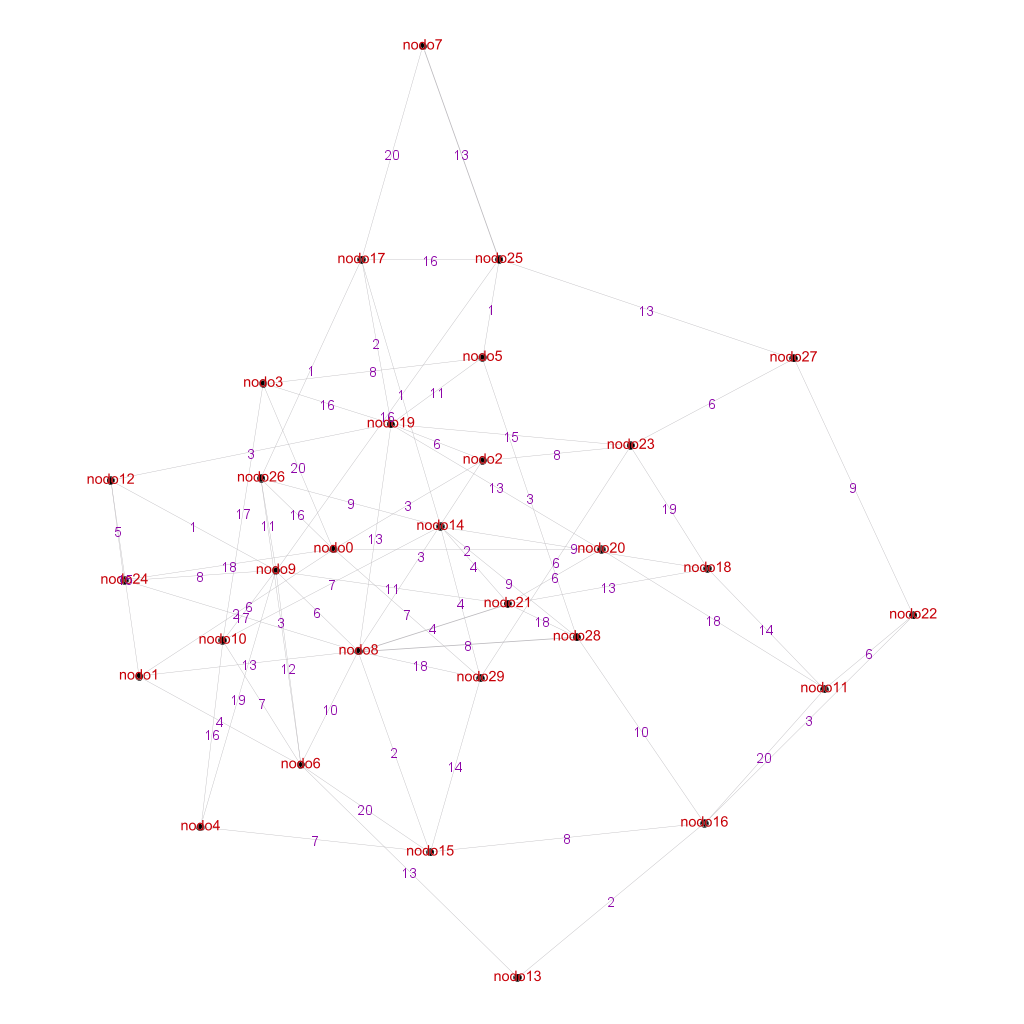 nodo7
20 13
nodo17 nodo25
16
1
13
2
nodo5 nodo27
1 8
nodo3
11
1
16 6
16
nodo19
15
6 nodo23
3 8
nodo2
20
nodo26
nodo12 13 9
3
9 3
17 16 19
11
5 1
nodo14
nodo0 2 9 nodo20
3
18 4 6 nodo18
nodo9
8 6
nodo24
7 11 9 13
nodo21
6
2 6 7 nodo22
17 3 18 18
4 14
nodo10 nodo28
8
nodo8 6
13 12 18
nodo1 nodo29
nodo11
19 7
10
4 3
16 10
2 20
nodo6 14
20
nodo4 nodo16
7 8
nodo15
13
2
nodo13